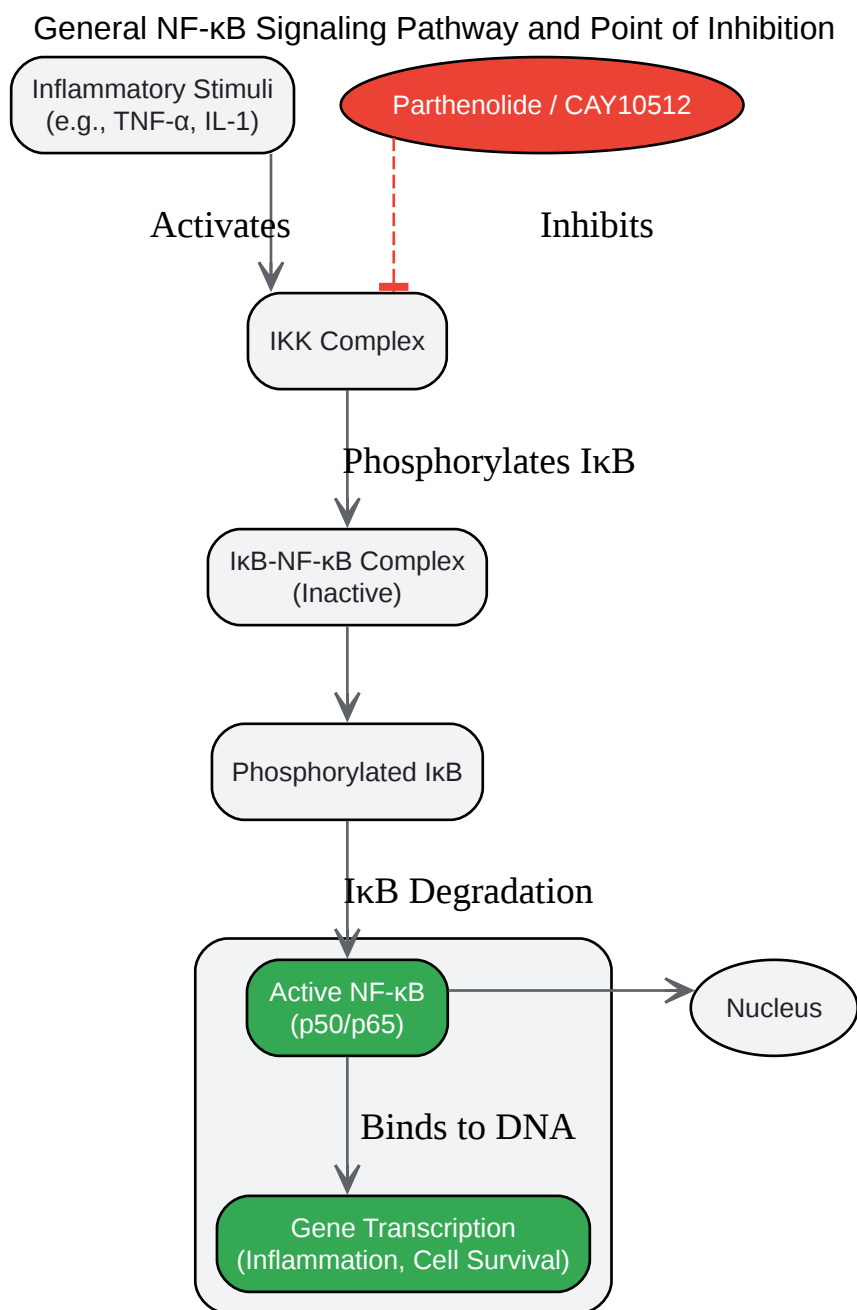 General NF-κB Signaling Pathway and Point of Inhibition
Inflammatory Stimuli
(e.g., TNF-α, IL-1)
Parthenolide / CAY10512
Activates
Inhibits
IKK Complex
Phosphorylates IκB
IκB-NF-κB Complex
(Inactive)
Phosphorylated IκB
IκB Degradation
Active NF-κB
(p50/p65)
Nucleus
Binds to DNA
Gene Transcription
(Inflammation, Cell Survival)